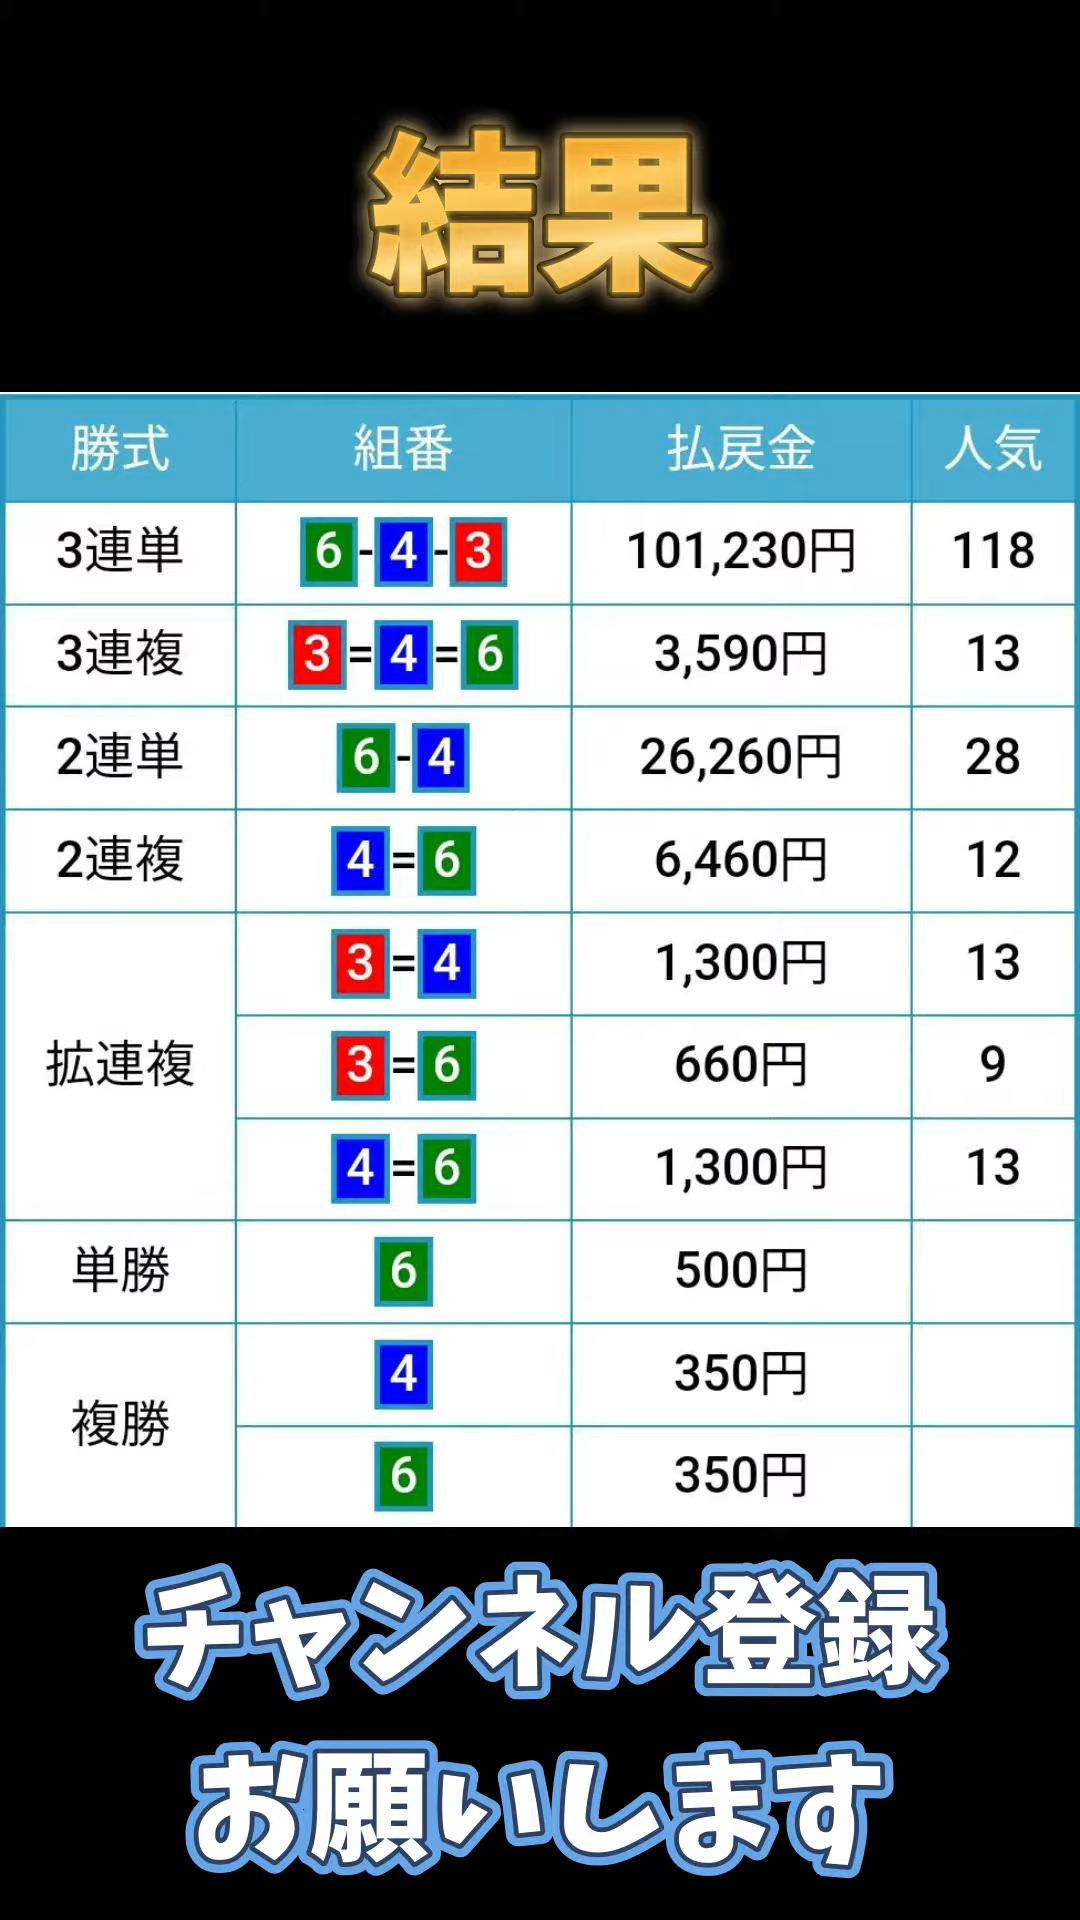 結果
勝式 組番 払戻金 人気
3連単 6-4-3 101,230円 118
3連複 3=4=6 3,590円 13
2連単 6-4 26,260円 28
2連複 4=6 6,460円 12
拡連複 3=4 1,300円 13
3=6 660円 9
4=6 1,300円 13
単勝 6 500円
複勝 4 350円
6 350円
チャンネル登録
お願いします